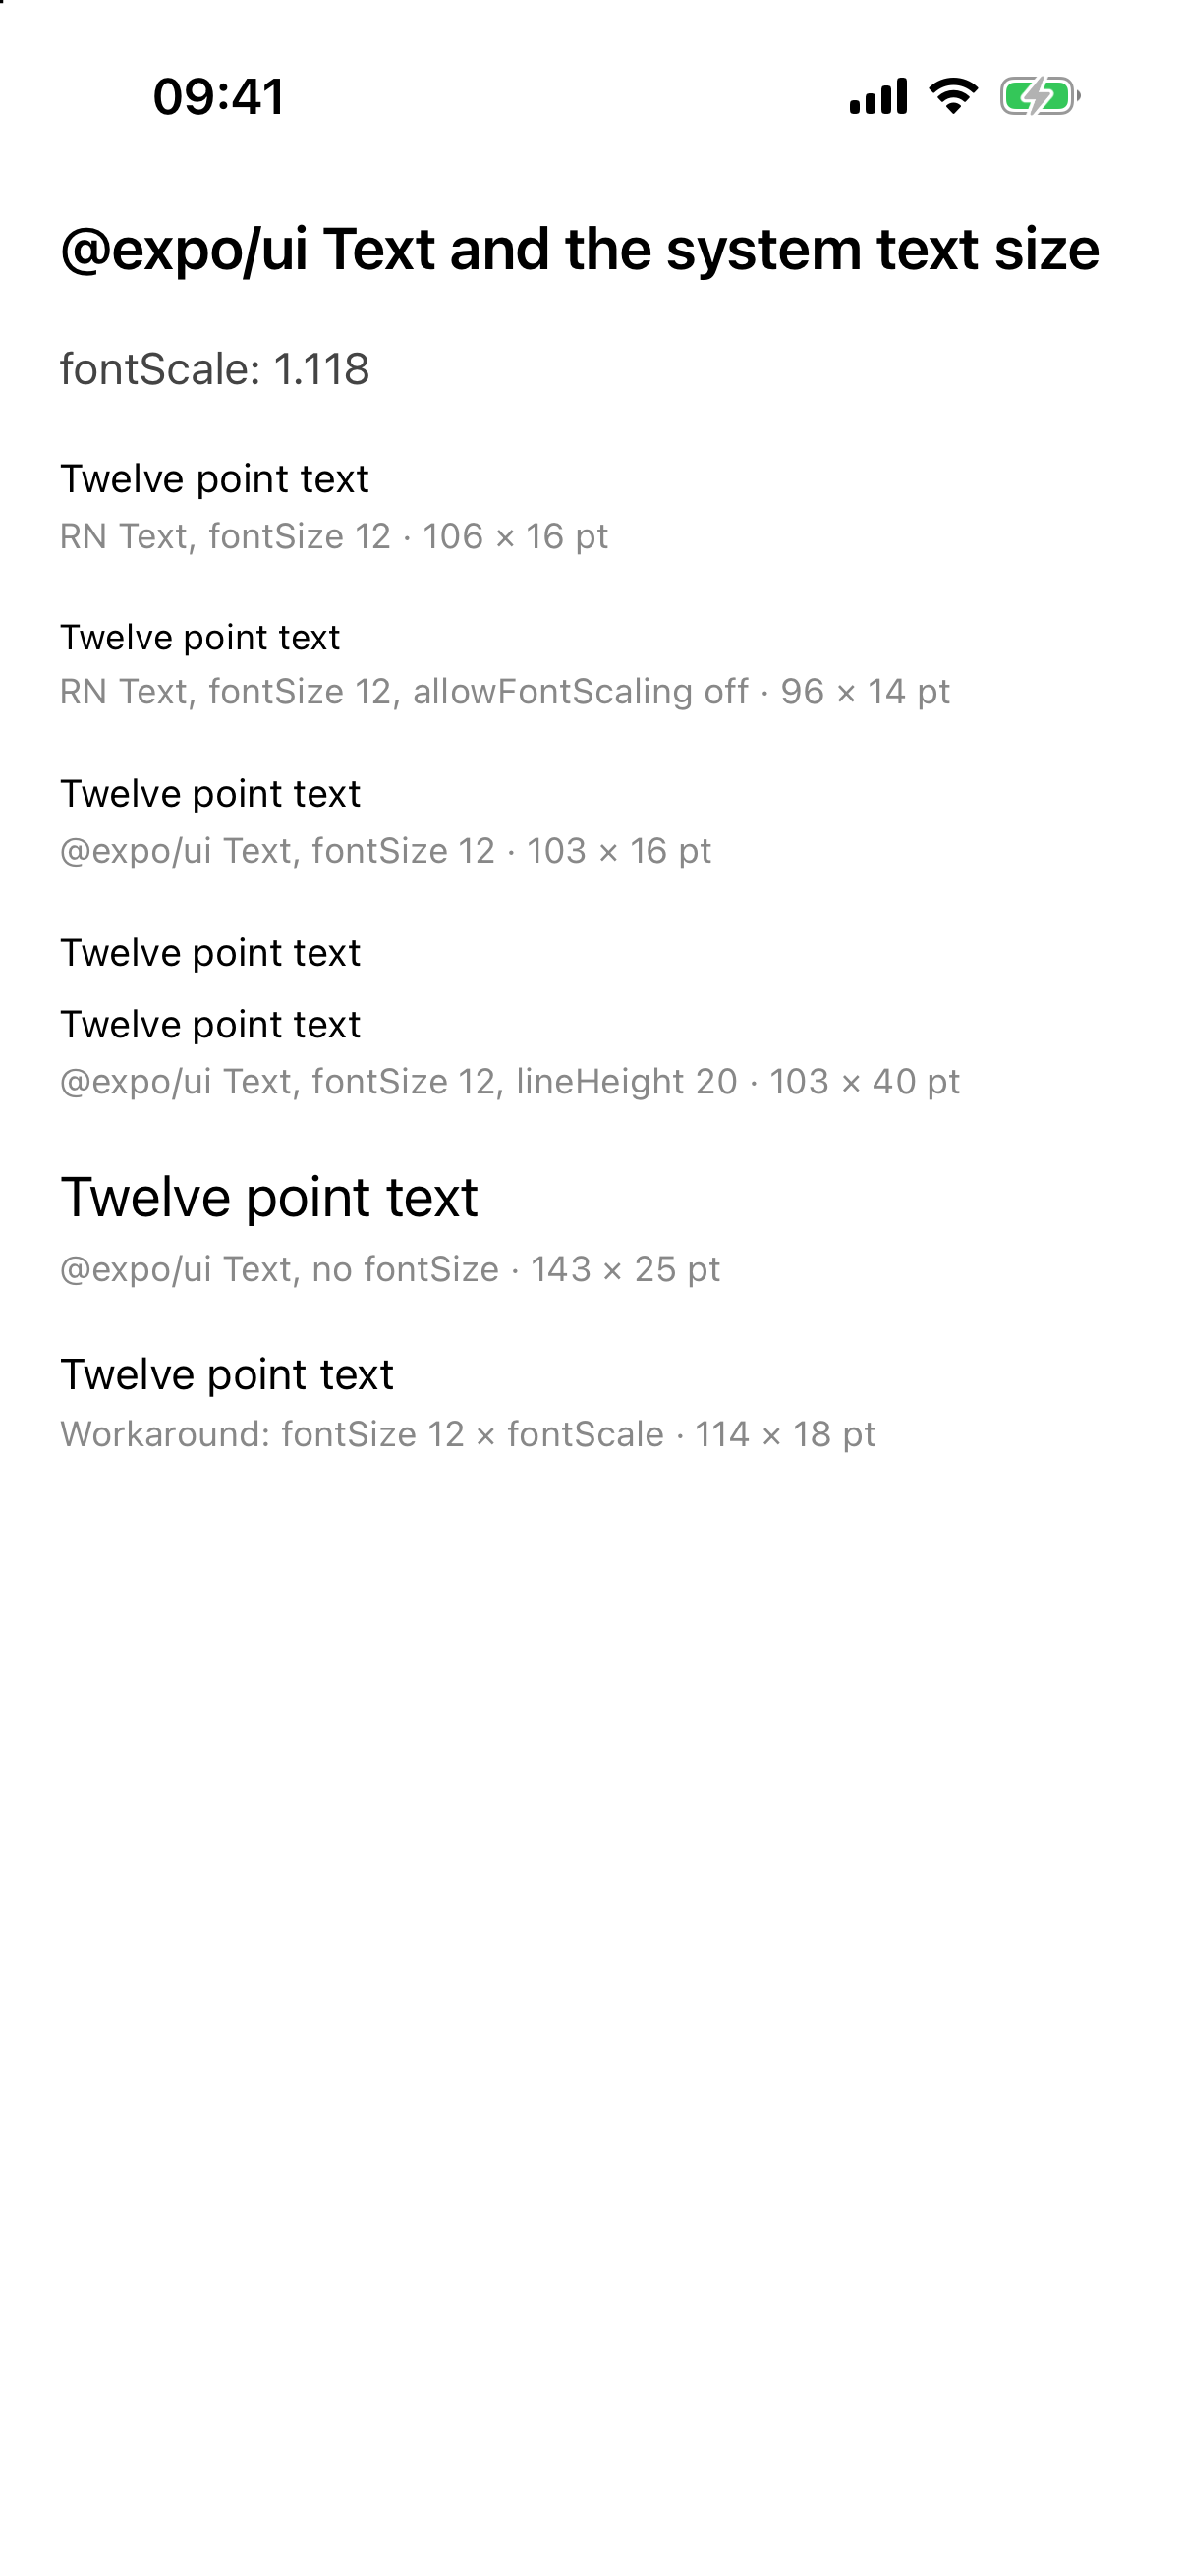 09:41
@expo/ui Text and the system text size
fontScale: 1.118
Twelve point text
RN Text, fontSize 12 · 106 × 16 pt
Twelve point text
RN Text, fontSize 12, allowFontScaling off · 96 × 14 pt
Twelve point text
@expo/ui Text, fontSize 12 · 103 × 16 pt
Twelve point text
Twelve point text
@expo/ui Text, fontSize 12, lineHeight 20 · 103 × 40 pt
Twelve point text
@expo/ui Text, no fontSize · 143 × 25 pt
Twelve point text
Workaround: fontSize 12 × fontScale · 114 × 18 pt